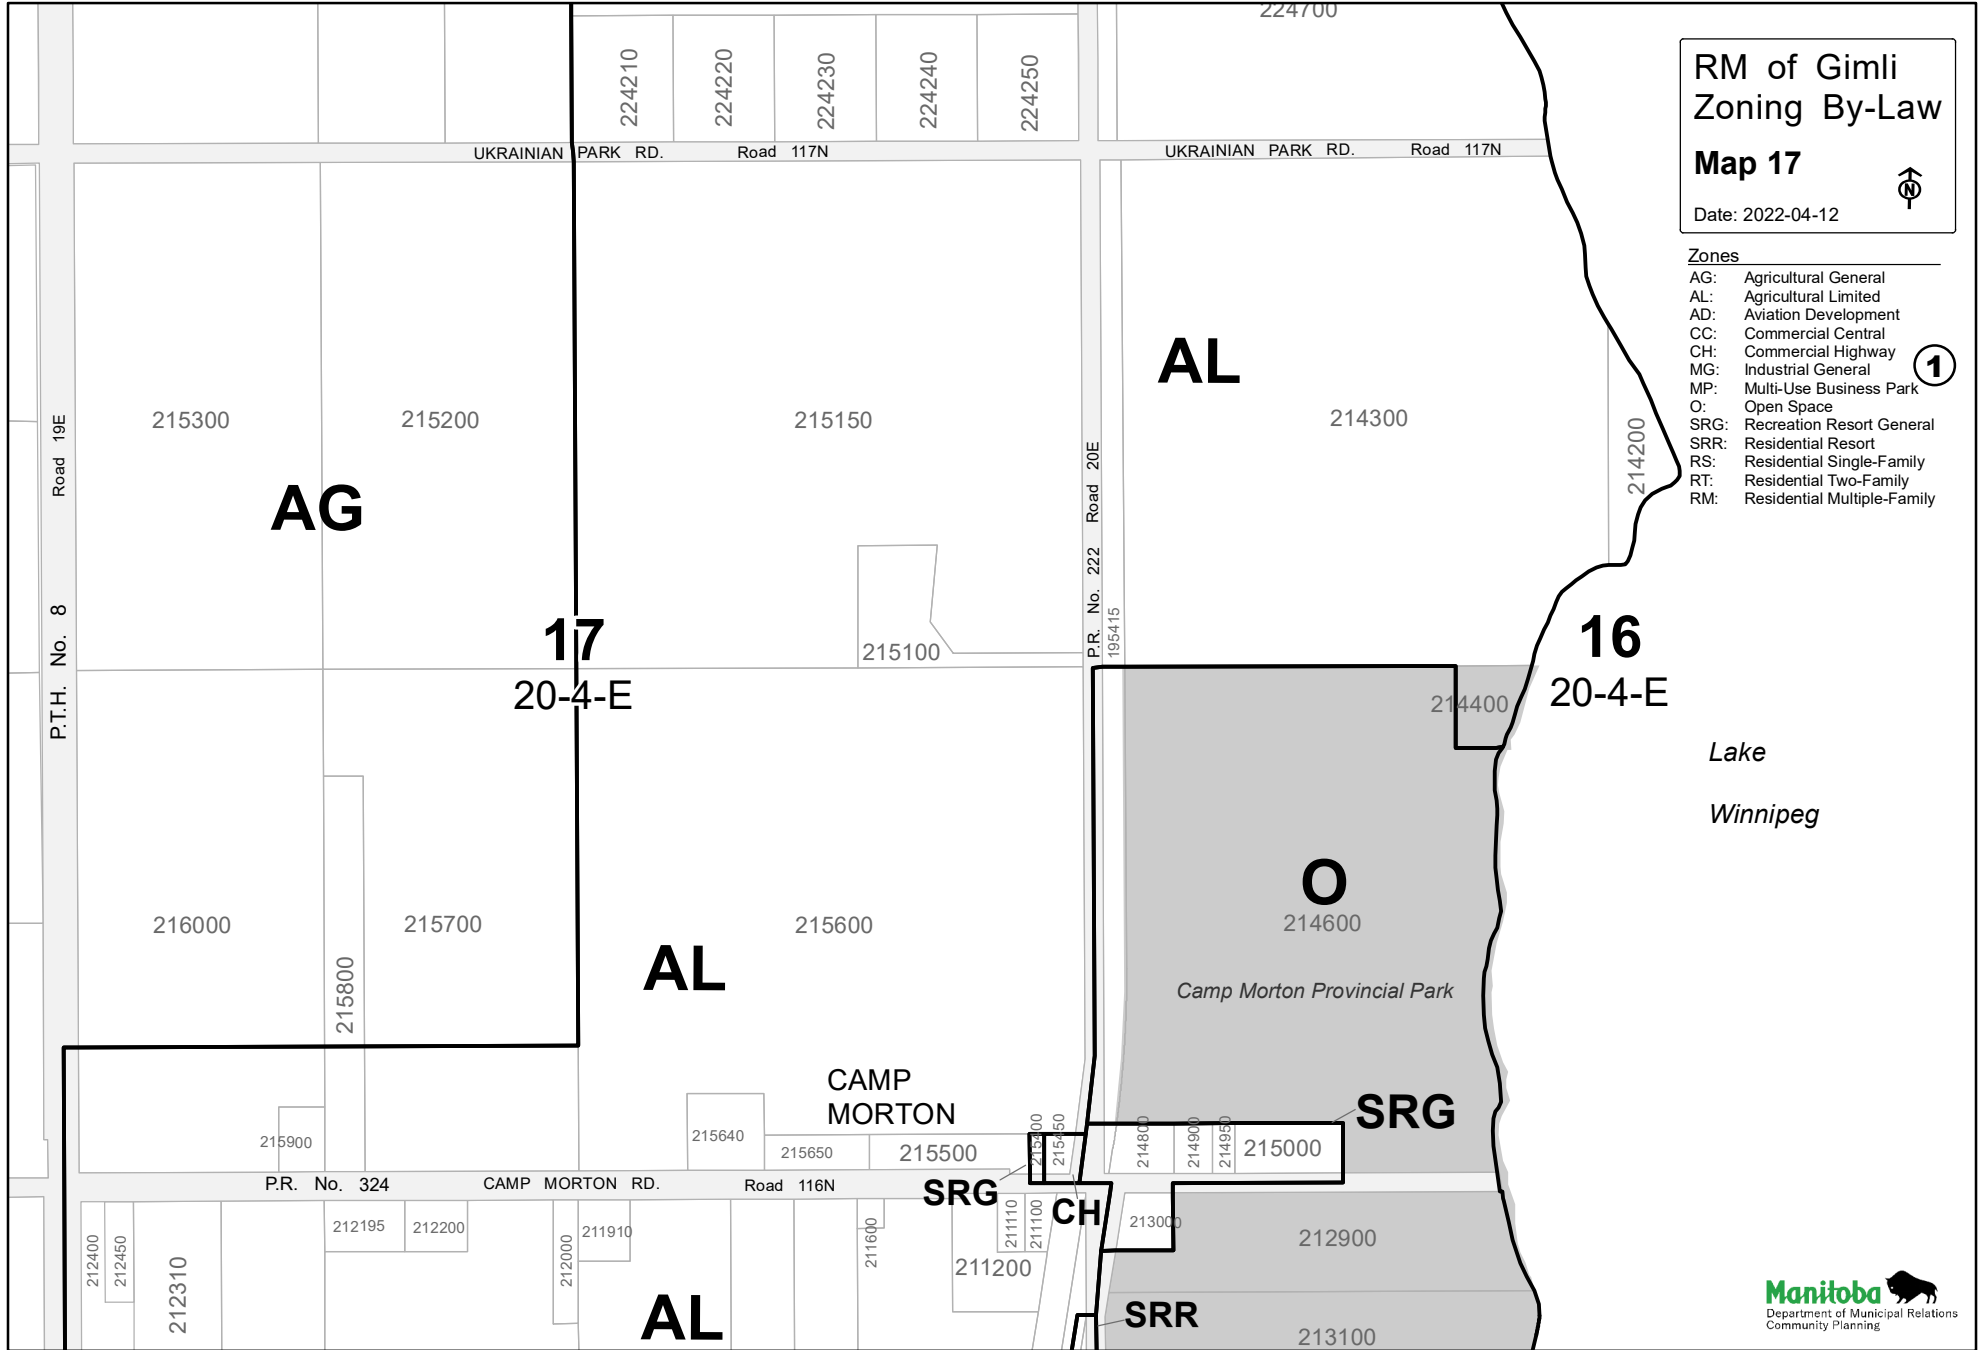 224700
RM of Gimli
Zoning By-Law
Map 17
N
Date: 2022-04-12
Zones
AG: Agricultural General
AL: Agricultural Limited
AD: Aviation Development
CC: Commercial Central
CH: Commercial Highway
MG: Industrial General
MP: Multi-Use Business Park
O: Open Space
SRG: Recreation Resort General
SRR: Residential Resort
RS: Residential Single-Family
RT: Residential Two-Family
RM: Residential Multiple-Family
1
224210
224220
224230
224240
224250
UKRAINIAN PARK RD. Road 117N
UKRAINIAN PARK RD. Road 117N
AL
215300
215200
215150
214300
214200
Road 19E
P.T.H. No. 8
AG
P.R. No. 222 Road 20E
195415
17
20-4-E
215100
16
20-4-E
214400
Lake
Winnipeg
O
214600
Camp Morton Provincial Park
216000
215700
215600
215800
AL
CAMP
MORTON
SRG
215900
215640
215650
215500
215400
215450
214800
214900
214950
215000
P.R. No. 324 CAMP MORTON RD. Road 116N
SRG
CH
212400
212450
212310
212195
212200
212000
211910
211600
211200
211110
211100
213000
212900
AL
SRR
213100
Manitoba
Department of Municipal Relations
Community Planning